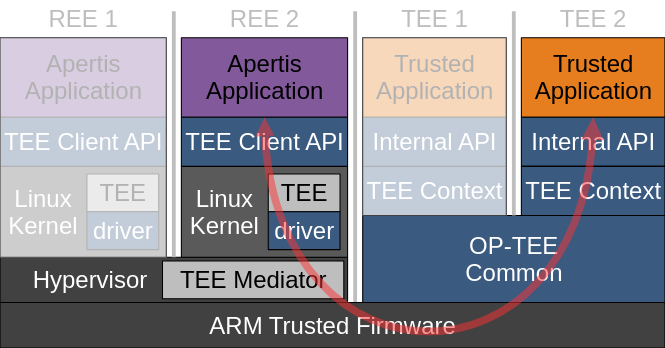 REE 1
REE 2
TEE 1
TEE 2
Apertis
Application
Apertis
Application
Trusted
Application
Trusted
Application
TEE Client API
TEE Client API
Internal API
Internal API
Linux
Kernel
TEE
driver
Linux
Kernel
TEE
driver
TEE Context
TEE Context
OP-TEE
Common
Hypervisor
TEE Mediator
ARM Trusted Firmware